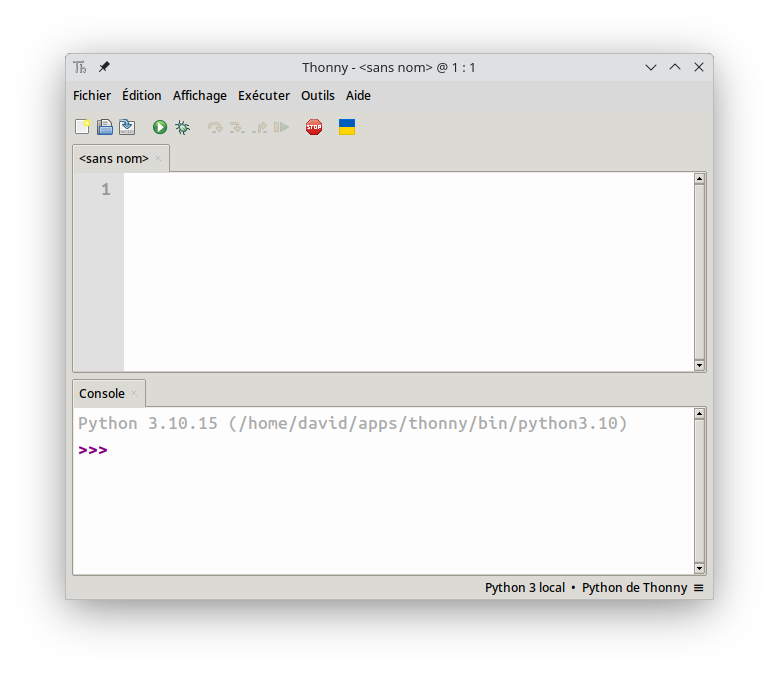 Th Thonny - <sans nom> @ 1 : 1
Fichier Édition Affichage Exécuter Outils Aide
STOP
<sans nom>
1
Console
Python 3.10.15 (/home/david/apps/thonny/bin/python3.10)
>>>
Python 3 local • Python de Thonny ≡